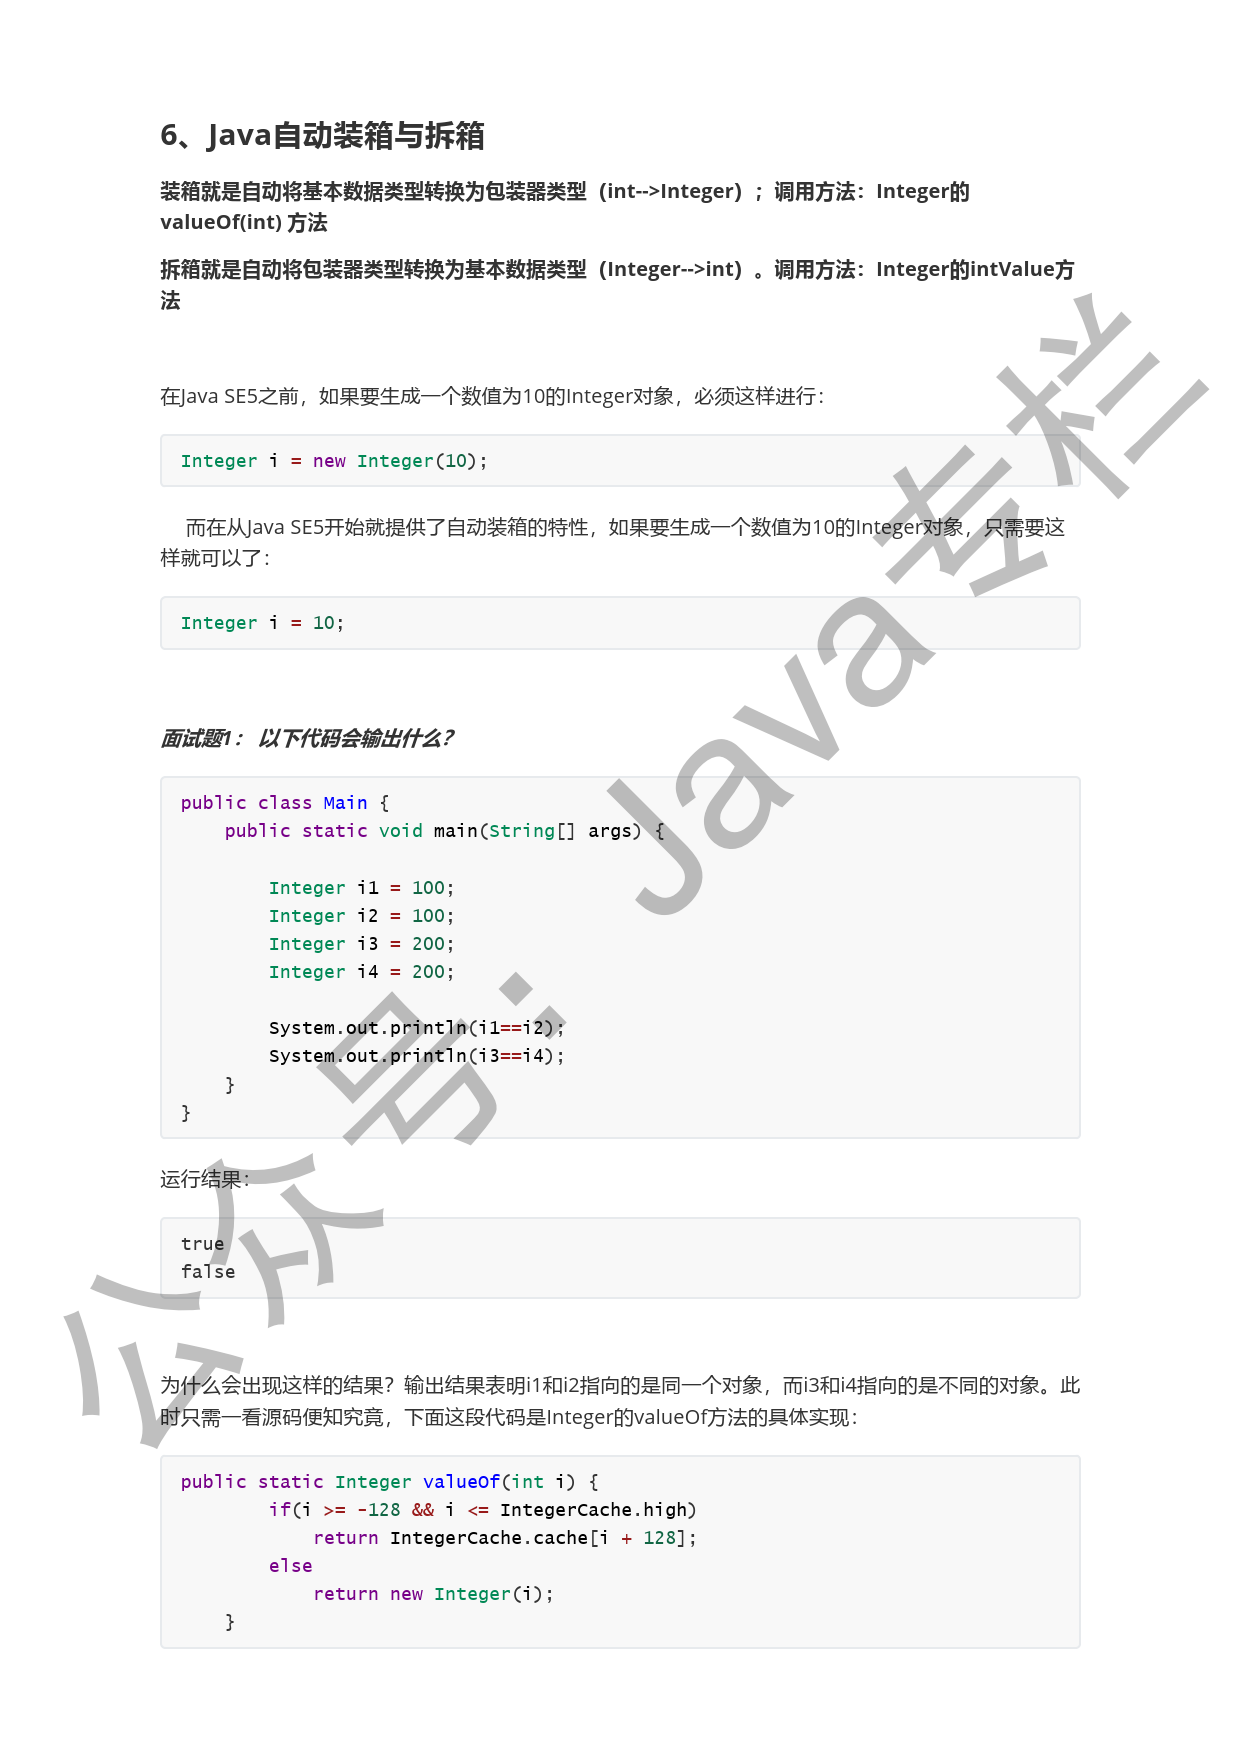 6、Java自动装箱与拆箱
装箱就是自动将基本数据类型转换为包装器类型（int-->Integer）；调用方法：Integer的
valueOf(int) 方法
拆箱就是自动将包装器类型转换为基本数据类型（Integer-->int）。调用方法：Integer的intValue方
法
在Java SE5之前，如果要生成一个数值为10的Integer对象，必须这样进行：
Integer i = new Integer(10);
而在从Java SE5开始就提供了自动装箱的特性，如果要生成一个数值为10的Integer对象，只需要这
样就可以了：
Integer i = 10;
面试题1： 以下代码会输出什么？
public class Main {
    public static void main(String[] args) {
        Integer i1 = 100;
        Integer i2 = 100;
        Integer i3 = 200;
        Integer i4 = 200;
        System.out.println(i1==i2);
        System.out.println(i3==i4);
    }
}
运行结果：
true
false
为什么会出现这样的结果？输出结果表明i1和i2指向的是同一个对象，而i3和i4指向的是不同的对象。此
时只需一看源码便知究竟，下面这段代码是Integer的valueOf方法的具体实现：
public static Integer valueOf(int i) {
        if(i >= -128 && i <= IntegerCache.high)
            return IntegerCache.cache[i + 128];
        else
            return new Integer(i);
    }
公众号：Java专栏